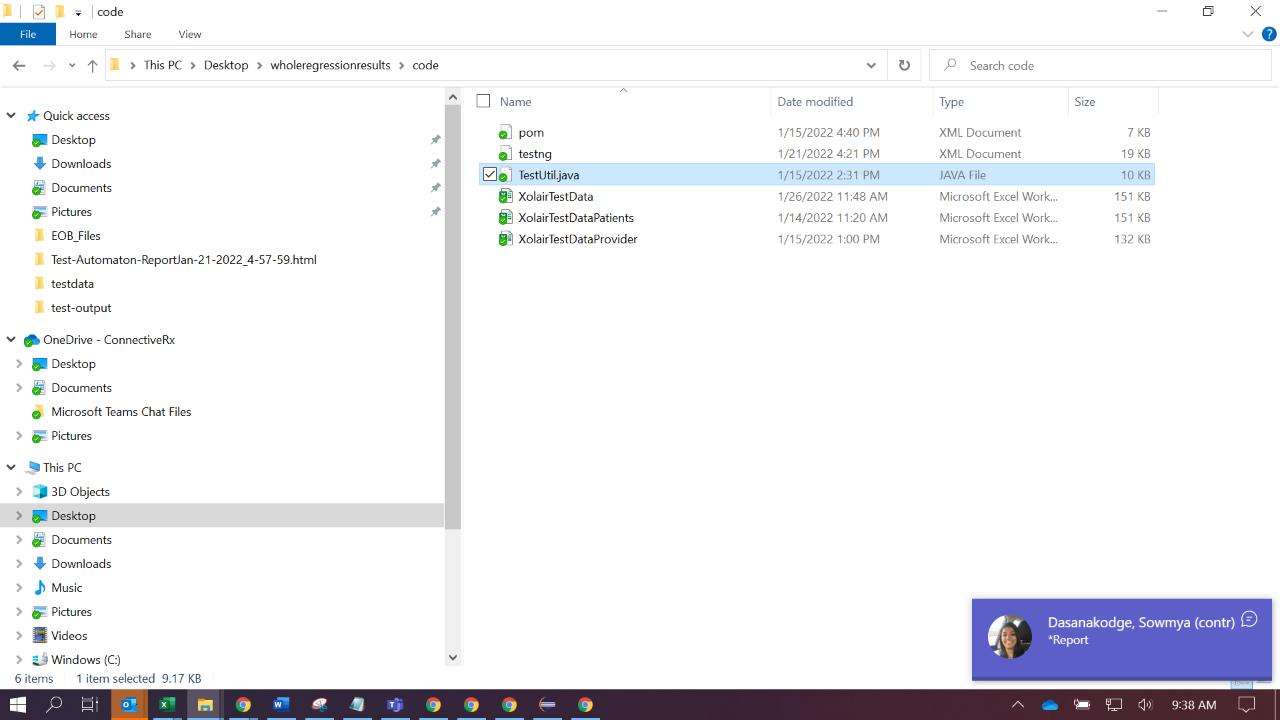 code
File Home Share View
This PC Desktop wholeregressionresults code Search code
Name Date modified Type Size
pom 1/15/2022 4:40 PM XML Document 7 KB
testng 1/21/2022 4:21 PM XML Document 19 KB
TestUtil.java 1/15/2022 2:31 PM JAVA File 10 KB
XolairTestData 1/26/2022 11:48 AM Microsoft Excel Work... 151 KB
XolairTestDataPatients 1/14/2022 11:20 AM Microsoft Excel Work... 151 KB
XolairTestDataProvider 1/15/2022 1:00 PM Microsoft Excel Work... 132 KB
Quick access
Desktop
Downloads
Documents
Pictures
EOB_Files
Test-Automaton-ReportJan-21-2022_4-57-59.html
testdata
test-output
OneDrive - ConnectiveRx
Desktop
Documents
Microsoft Teams Chat Files
Pictures
This PC
3D Objects
Desktop
Documents
Downloads
Music
Pictures
Videos
Windows (C:)
Dasanakodge, Sowmya (contr)
*Report
6 items 1 item selected 9.17 KB
9:38 AM